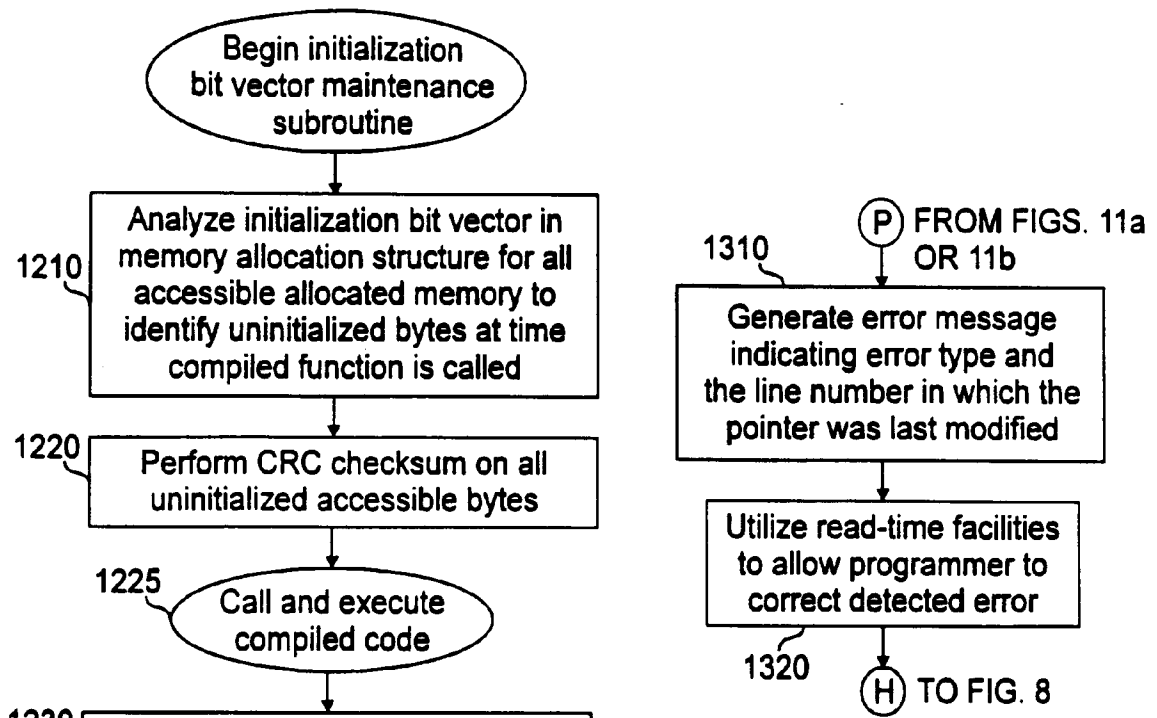 Begin initialization
bit vector maintenance
subroutine
1210
Analyze initialization bit vector in
memory allocation structure for all
accessible allocated memory to
identify uninitialized bytes at time
compiled function is called
1220
Perform CRC checksum on all
uninitialized accessible bytes
1225
Call and execute
compiled code
1230
P FROM FIGS. 11a
OR 11b
1310
Generate error message
indicating error type and
the line number in which the
pointer was last modified
Utilize read-time facilities
to allow programmer to
correct detected error
1320
H TO FIG. 8